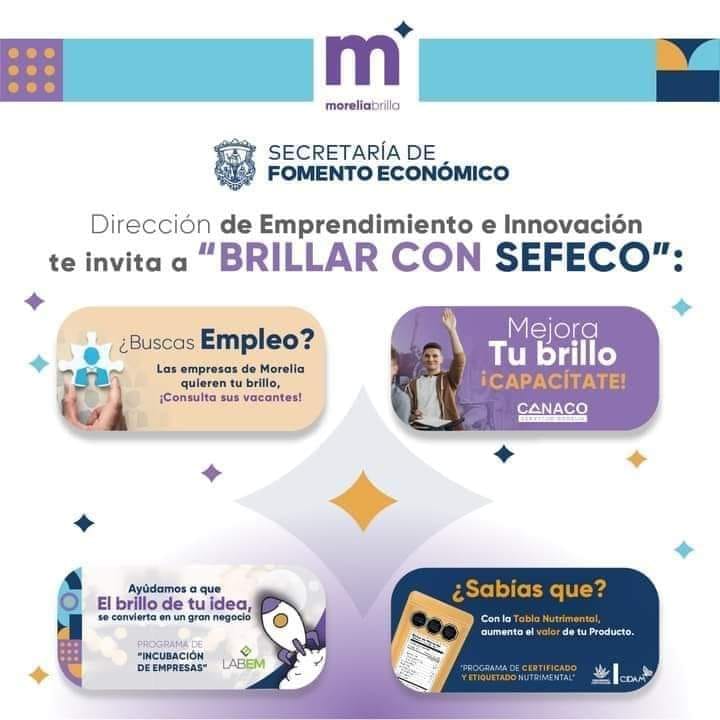 m
moreliabrilla
SECRETARÍA DE
FOMENTO ECONÓMICO
Dirección de Emprendimiento e Innovación
te invita a “BRILLAR CON SEFECO”:
¿Buscas Empleo?
Las empresas de Morelia
quieren tu brillo,
¡Consulta sus vacantes!
Mejora
Tu brillo
¡CAPACÍTATE!
CANACO
SERVYTUR MORELIA
Ayúdamos a que
El brillo de tu idea,
se convierta en un gran negocio
PROGRAMA DE
“INCUBACIÓN
DE EMPRESAS”
LABEM
¿Sabías que?
Con la Tabla Nutrimental,
aumenta el valor de tu Producto.
“PROGRAMA DE CERTIFICADO
Y ETIQUETADO NUTRIMENTAL”
CIDAM